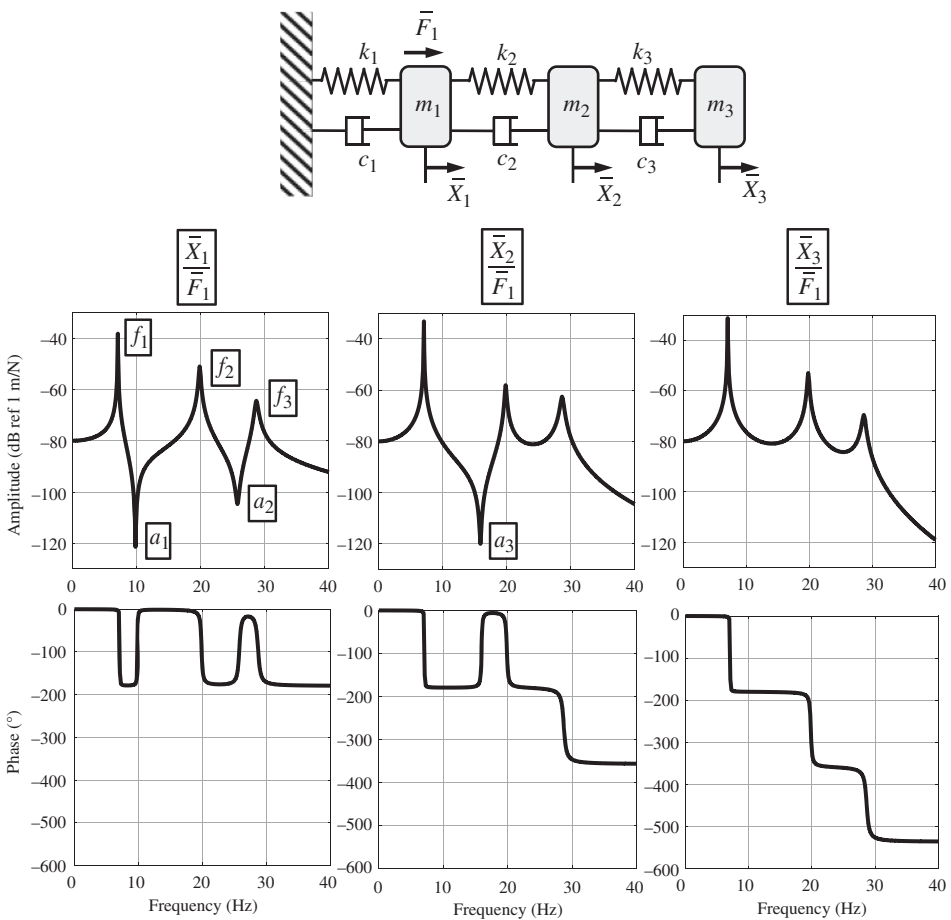 F̅₁
k₁ k₂ k₃
m₁ m₂ m₃
c₁ c₂ c₃
X̅₁ X̅₂ X̅₃
X̅₁ X̅₂ X̅₃
F̅₁ F̅₁ F̅₁
Amplitude (dB ref 1 m/N)
−40
−60
−80
−100
−120
0 10 20 30 40
f₁
f₂
f₃
a₁
a₂
−40
−60
−80
−100
−120
0 10 20 30 40
a₃
−40
−60
−80
−100
−120
0 10 20 30 40
Phase (°)
0
−100
−200
−300
−400
−500
−600
0 10 20 30 40
Frequency (Hz)
0
−100
−200
−300
−400
−500
−600
0 10 20 30 40
Frequency (Hz)
0
−100
−200
−300
−400
−500
−600
0 10 20 30 40
Frequency (Hz)